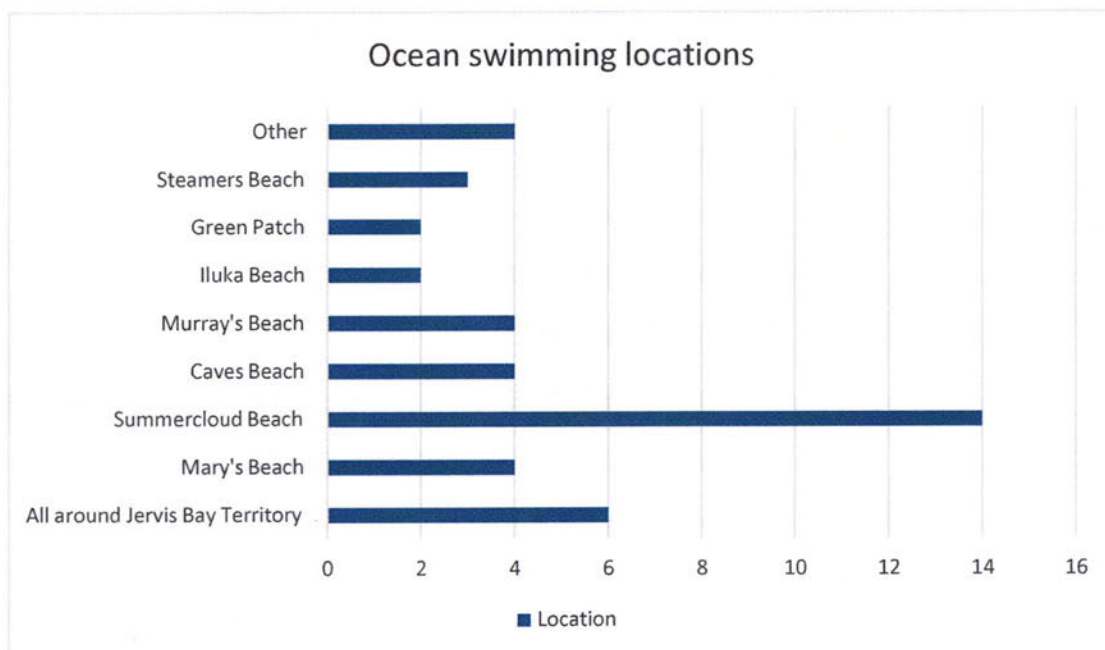 Ocean swimming locations
Other
Steamers Beach
Green Patch
Iluka Beach
Murray's Beach
Caves Beach
Summercloud Beach
Mary's Beach
All around Jervis Bay Territory
0 2 4 6 8 10 12 14 16
Location